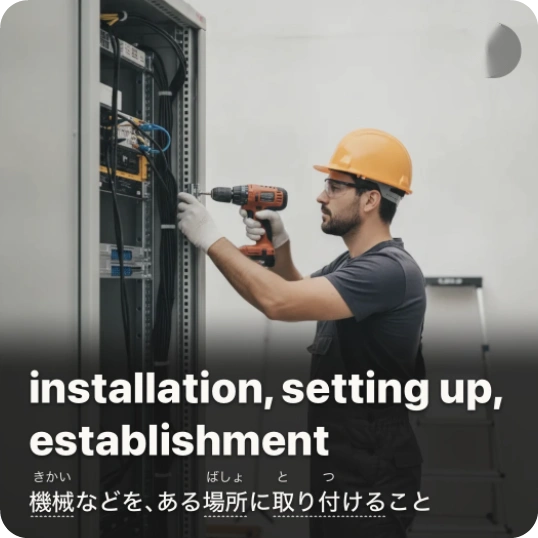 installation, setting up,
establishment
きかい ばしょ と つ
機械などを、ある場所に取り付けること